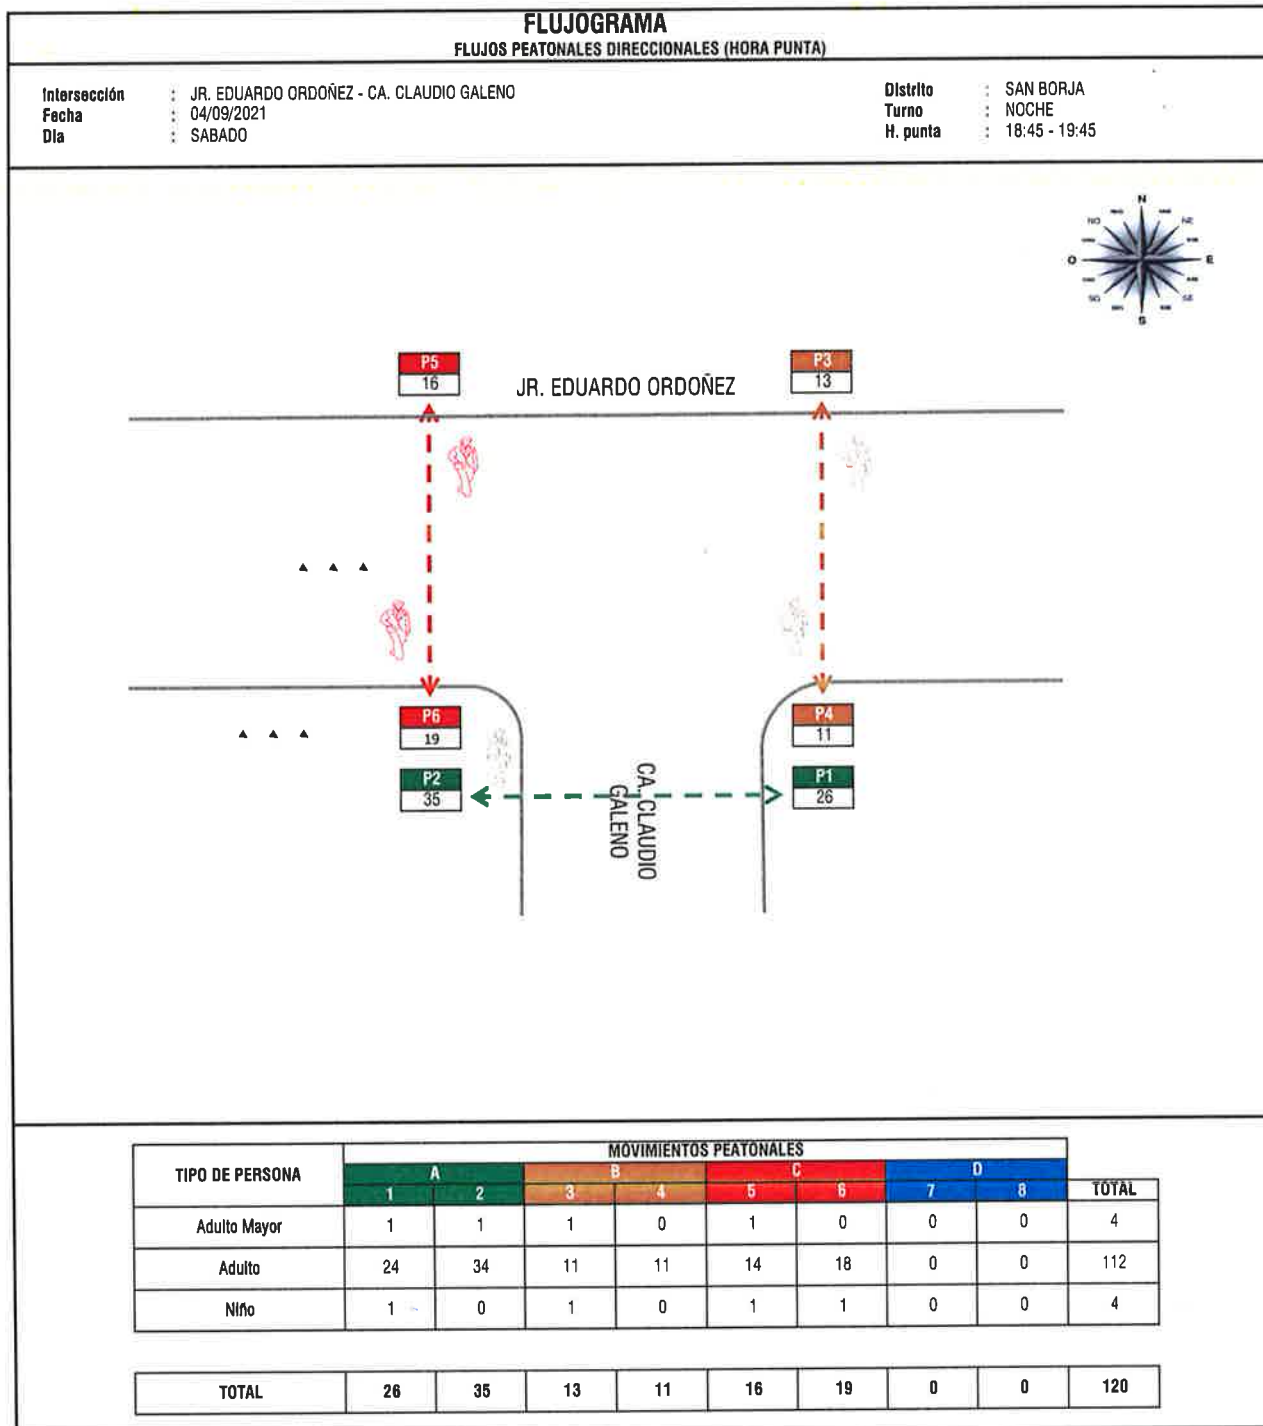 FLUJOGRAMA
FLUJOS PEATONALES DIRECCIONALES (HORA PUNTA)
Intersección : JR. EDUARDO ORDOÑEZ - CA. CLAUDIO GALENO
Fecha : 04/09/2021
Dia : SABADO
Distrito : SAN BORJA
Turno : NOCHE
H. punta : 18:45 - 19:45
N
NO NE
O E
SO SE
S
P5
16
JR. EDUARDO ORDOÑEZ
P3
13
P6
19
P4
11
P2
35
P1
26
CA. CLAUDIO
GALENO
TIPO DE PERSONA MOVIMIENTOS PEATONALES
A B C D
1 2 3 4 5 6 7 8 TOTAL
Adulto Mayor 1 1 1 0 1 0 0 0 4
Adulto 24 34 11 11 14 18 0 0 112
Niño 1 0 1 0 1 1 0 0 4
TOTAL 26 35 13 11 16 19 0 0 120